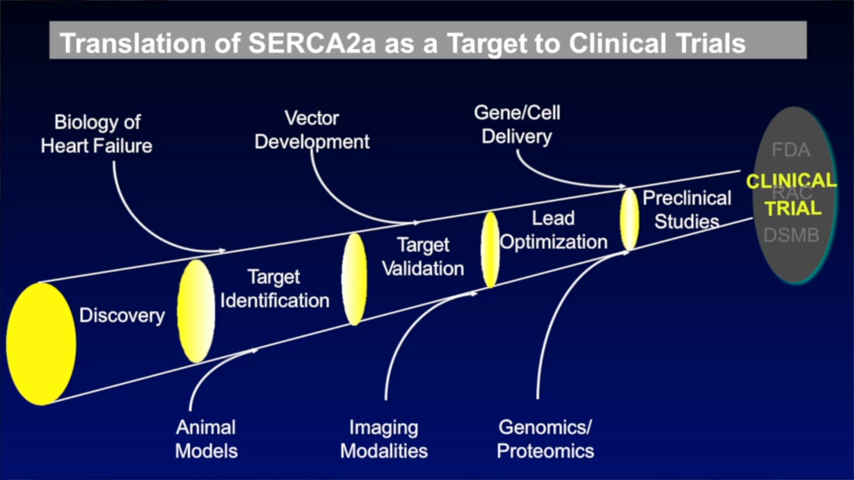 Translation of SERCA2a as a Target to Clinical Trials
Biology of
Heart Failure
Vector
Development
Gene/Cell
Delivery
FDA
CLINICAL
RAC
TRIAL
DSMB
Preclinical
Studies
Lead
Optimization
Target
Validation
Target
Identification
Discovery
Animal
Models
Imaging
Modalities
Genomics/
Proteomics